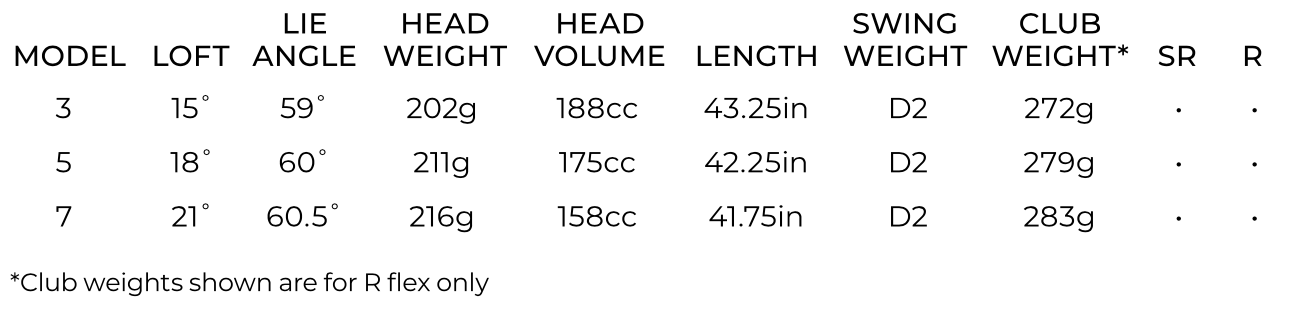 MODEL LOFT LIE ANGLE HEAD WEIGHT HEAD VOLUME LENGTH SWING WEIGHT CLUB WEIGHT* SR R
3 15° 59° 202g 188cc 43.25in D2 272g • •
5 18° 60° 211g 175cc 42.25in D2 279g • •
7 21° 60.5° 216g 158cc 41.75in D2 283g • •
*Club weights shown are for R flex only